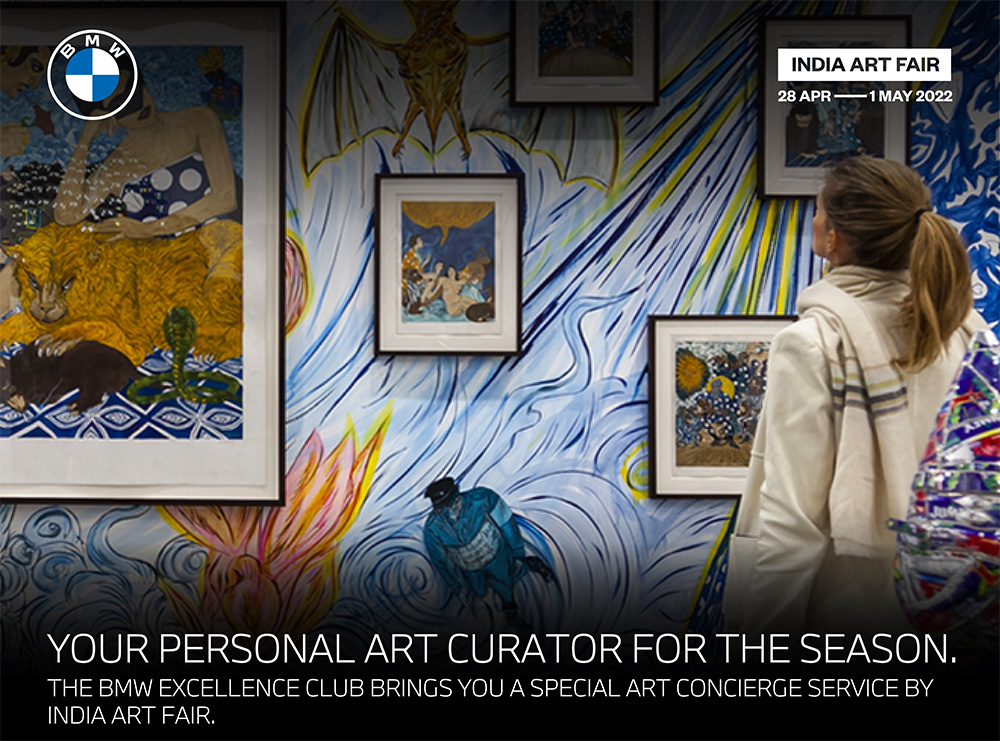 BMW
INDIA ART FAIR
28 APR — 1 MAY 2022
YOUR PERSONAL ART CURATOR FOR THE SEASON.
THE BMW EXCELLENCE CLUB BRINGS YOU A SPECIAL ART CONCIERGE SERVICE BY
INDIA ART FAIR.